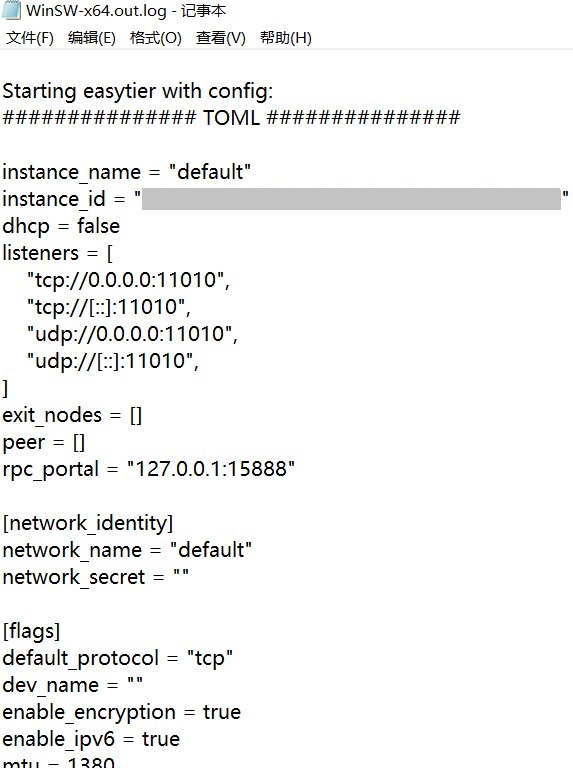 WinSW-x64.out.log - 记事本
文件(F) 编辑(E) 格式(O) 查看(V) 帮助(H)
Starting easytier with config:
############### TOML ###############
instance_name = "default"
instance_id = " "
dhcp = false
listeners = [
"tcp://0.0.0.0:11010",
"tcp://[::]:11010",
"udp://0.0.0.0:11010",
"udp://[::]:11010",
]
exit_nodes = []
peer = []
rpc_portal = "127.0.0.1:15888"
[network_identity]
network_name = "default"
network_secret = ""
[flags]
default_protocol = "tcp"
dev_name = ""
enable_encryption = true
enable_ipv6 = true
mtu = 1380